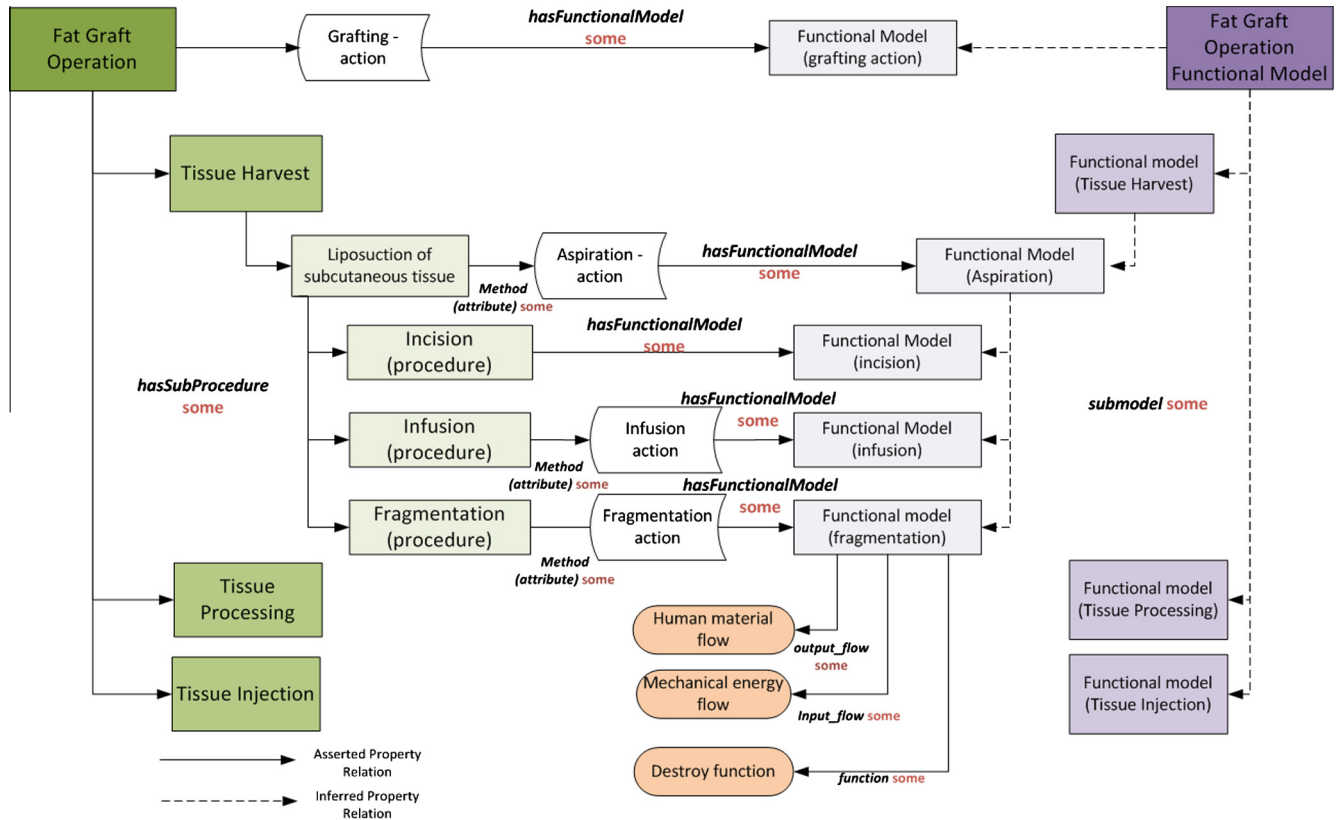 Fat Graft
Operation
Grafting -
action
hasFunctionalModel
some
Functional Model
(grafting action)
Fat Graft
Operation
Functional Model
Tissue Harvest
Functional model
(Tissue Harvest)
Liposuction of
subcutaneous tissue
Method
(attribute) some
Aspiration -
action
hasFunctionalModel
some
Functional Model
(Aspiration)
Incision
(procedure)
hasFunctionalModel
some
Functional Model
(incision)
hasSubProcedure
some
submodel some
Infusion
(procedure)
Method
(attribute) some
Infusion
action
hasFunctionalModel
some
Functional Model
(infusion)
Fragmentation
(procedure)
Method
(attribute) some
Fragmentation
action
hasFunctionalModel
some
Functional model
(fragmentation)
Tissue
Processing
Functional model
(Tissue Processing)
Human material
flow
output_flow
some
Tissue Injection
Mechanical energy
flow
Input_flow some
Functional model
(Tissue Injection)
Destroy function
function some
Asserted Property
Relation
Inferred Property
Relation